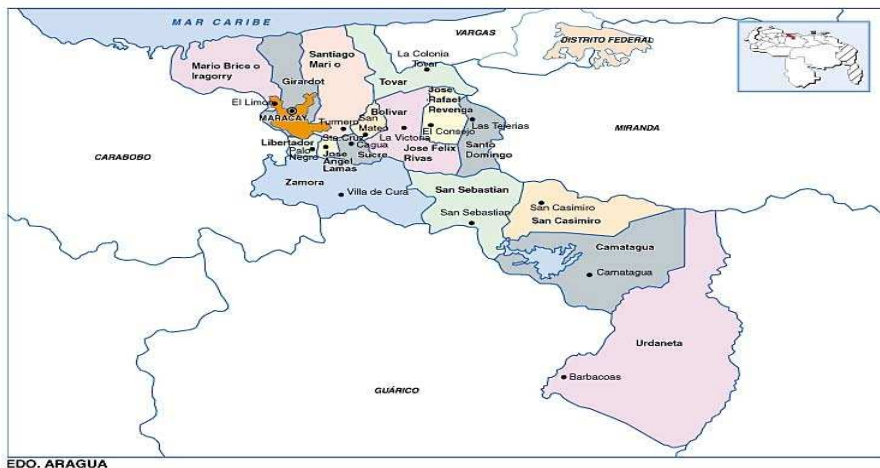 MAR CARIBE
VARGAS
DISTRITO FEDERAL
Mario Brice o
Iragorry
Girardot
Santiago
Mari o
La Colonia
Tovar
Tovar
El Limon
MARACAY
Turmero
San
Mateo
Bolivar
Jose
Rafael
Revenga
El Consejo
Las Tejerias
MIRANDA
CARABOBO
Libertador
Palo
Negro
Sta Cruz
Jose
Angel
Lamas
Cagua
Sucre
La Victoria
Jose Felix
Rivas
Santo
Domingo
Zamora
Villa de Cura
San Sebastian
San Sebastian
San Casimiro
San Casimiro
Camatagua
Camatagua
Urdaneta
Barbacoas
GUÁRICO
EDO. ARAGUA